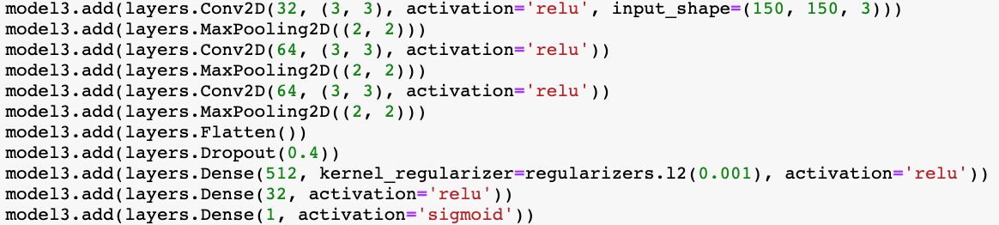 model3.add(layers.Conv2D(32, (3, 3), activation='relu', input_shape=(150, 150, 3)))
model3.add(layers.MaxPooling2D((2, 2)))
model3.add(layers.Conv2D(64, (3, 3), activation='relu'))
model3.add(layers.MaxPooling2D((2, 2)))
model3.add(layers.Conv2D(64, (3, 3), activation='relu'))
model3.add(layers.MaxPooling2D((2, 2)))
model3.add(layers.Flatten())
model3.add(layers.Dropout(0.4))
model3.add(layers.Dense(512, kernel_regularizer=regularizers.l2(0.001), activation='relu'))
model3.add(layers.Dense(32, activation='relu'))
model3.add(layers.Dense(1, activation='sigmoid'))